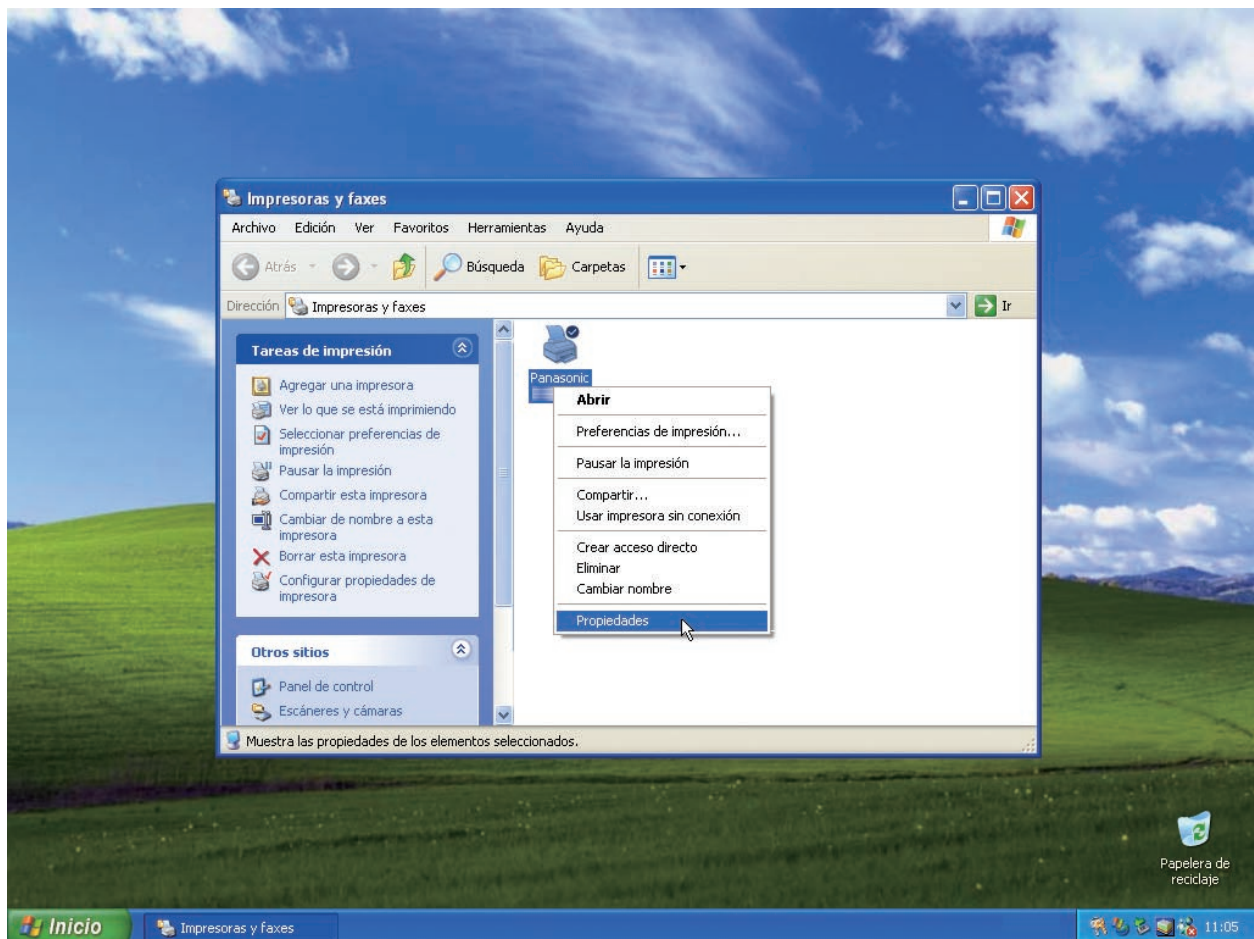 Impresoras y faxes
Archivo Edición Ver Favoritos Herramientas Ayuda
Atrás Búsqueda Carpetas
Dirección Impresoras y faxes Ir
Tareas de impresión
Agregar una impresora
Ver lo que se está imprimiendo
Seleccionar preferencias de
impresión
Pausar la impresión
Compartir esta impresora
Cambiar de nombre a esta
impresora
Borrar esta impresora
Configurar propiedades de
impresora
Otros sitios
Panel de control
Escáneres y cámaras
Panasonic
Abrir
Preferencias de impresión...
Pausar la impresión
Compartir...
Usar impresora sin conexión
Crear acceso directo
Eliminar
Cambiar nombre
Propiedades
Muestra las propiedades de los elementos seleccionados.
Papelera de
reciclaje
Inicio Impresoras y faxes 11:05